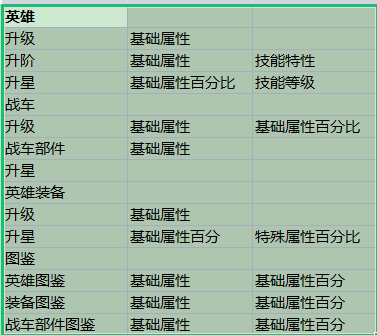 英雄
升级 基础属性
升阶 基础属性 技能特性
升星 基础属性百分比 技能等级
战车
升级 基础属性 基础属性百分比
战车部件 基础属性
升星
英雄装备
升级 基础属性
升星 基础属性百分 特殊属性百分比
图鉴
英雄图鉴 基础属性 基础属性百分
装备图鉴 基础属性 基础属性百分
战车部件图鉴 基础属性 基础属性百分